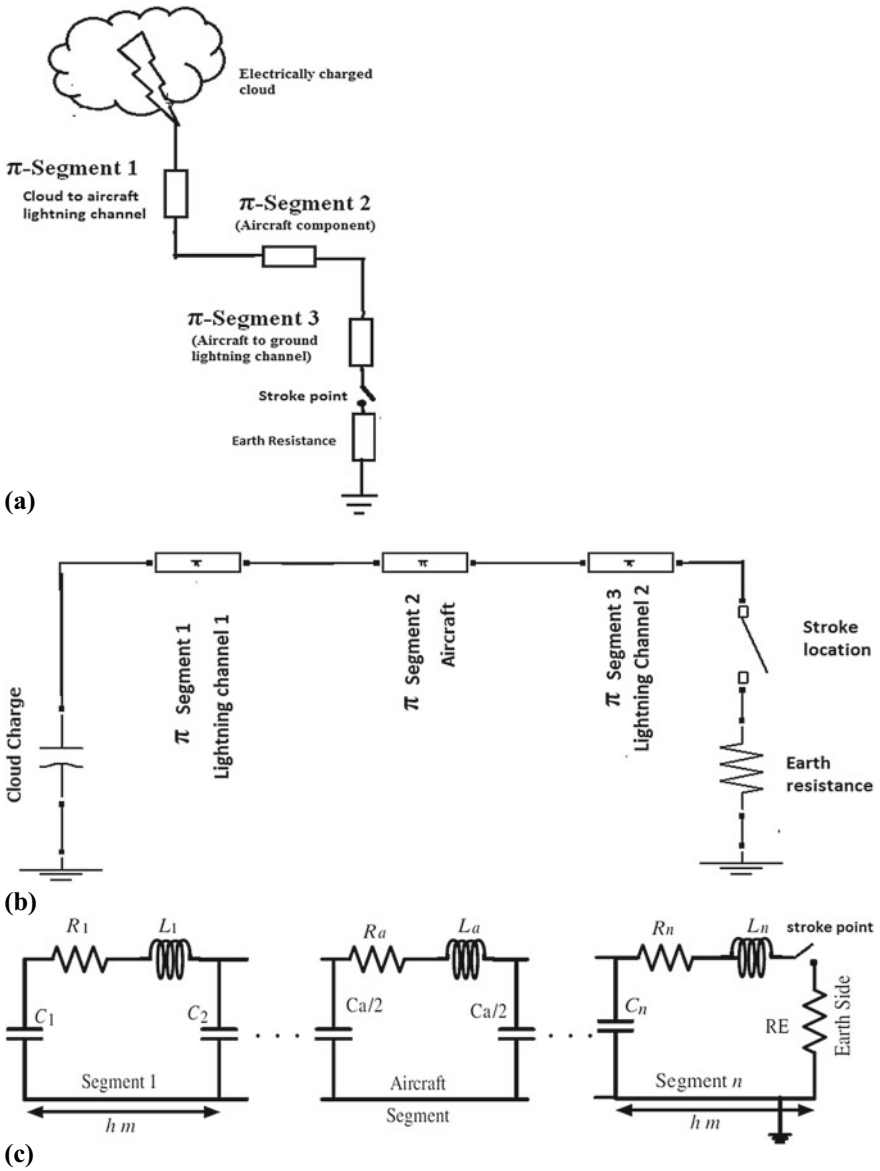 Electrically charged
cloud
π-Segment 1
Cloud to aircraft
lightning channel
π-Segment 2
(Aircraft component)
π-Segment 3
(Aircraft to ground
lightning channel)
Stroke point
Earth Resistance
(a)
π
π
π
Cloud Charge
π Segment 1
Lightning channel 1
π Segment 2
Aircraft
π Segment 3
Lightning Channel 2
Stroke
location
Earth
resistance
(b)
R1
L1
C1
C2
Segment 1
h m
Ra
La
Ca/2
Ca/2
Aircraft
Segment
Rn
Ln
stroke point
Cn
RE
Earth Side
Segment n
h m
(c)